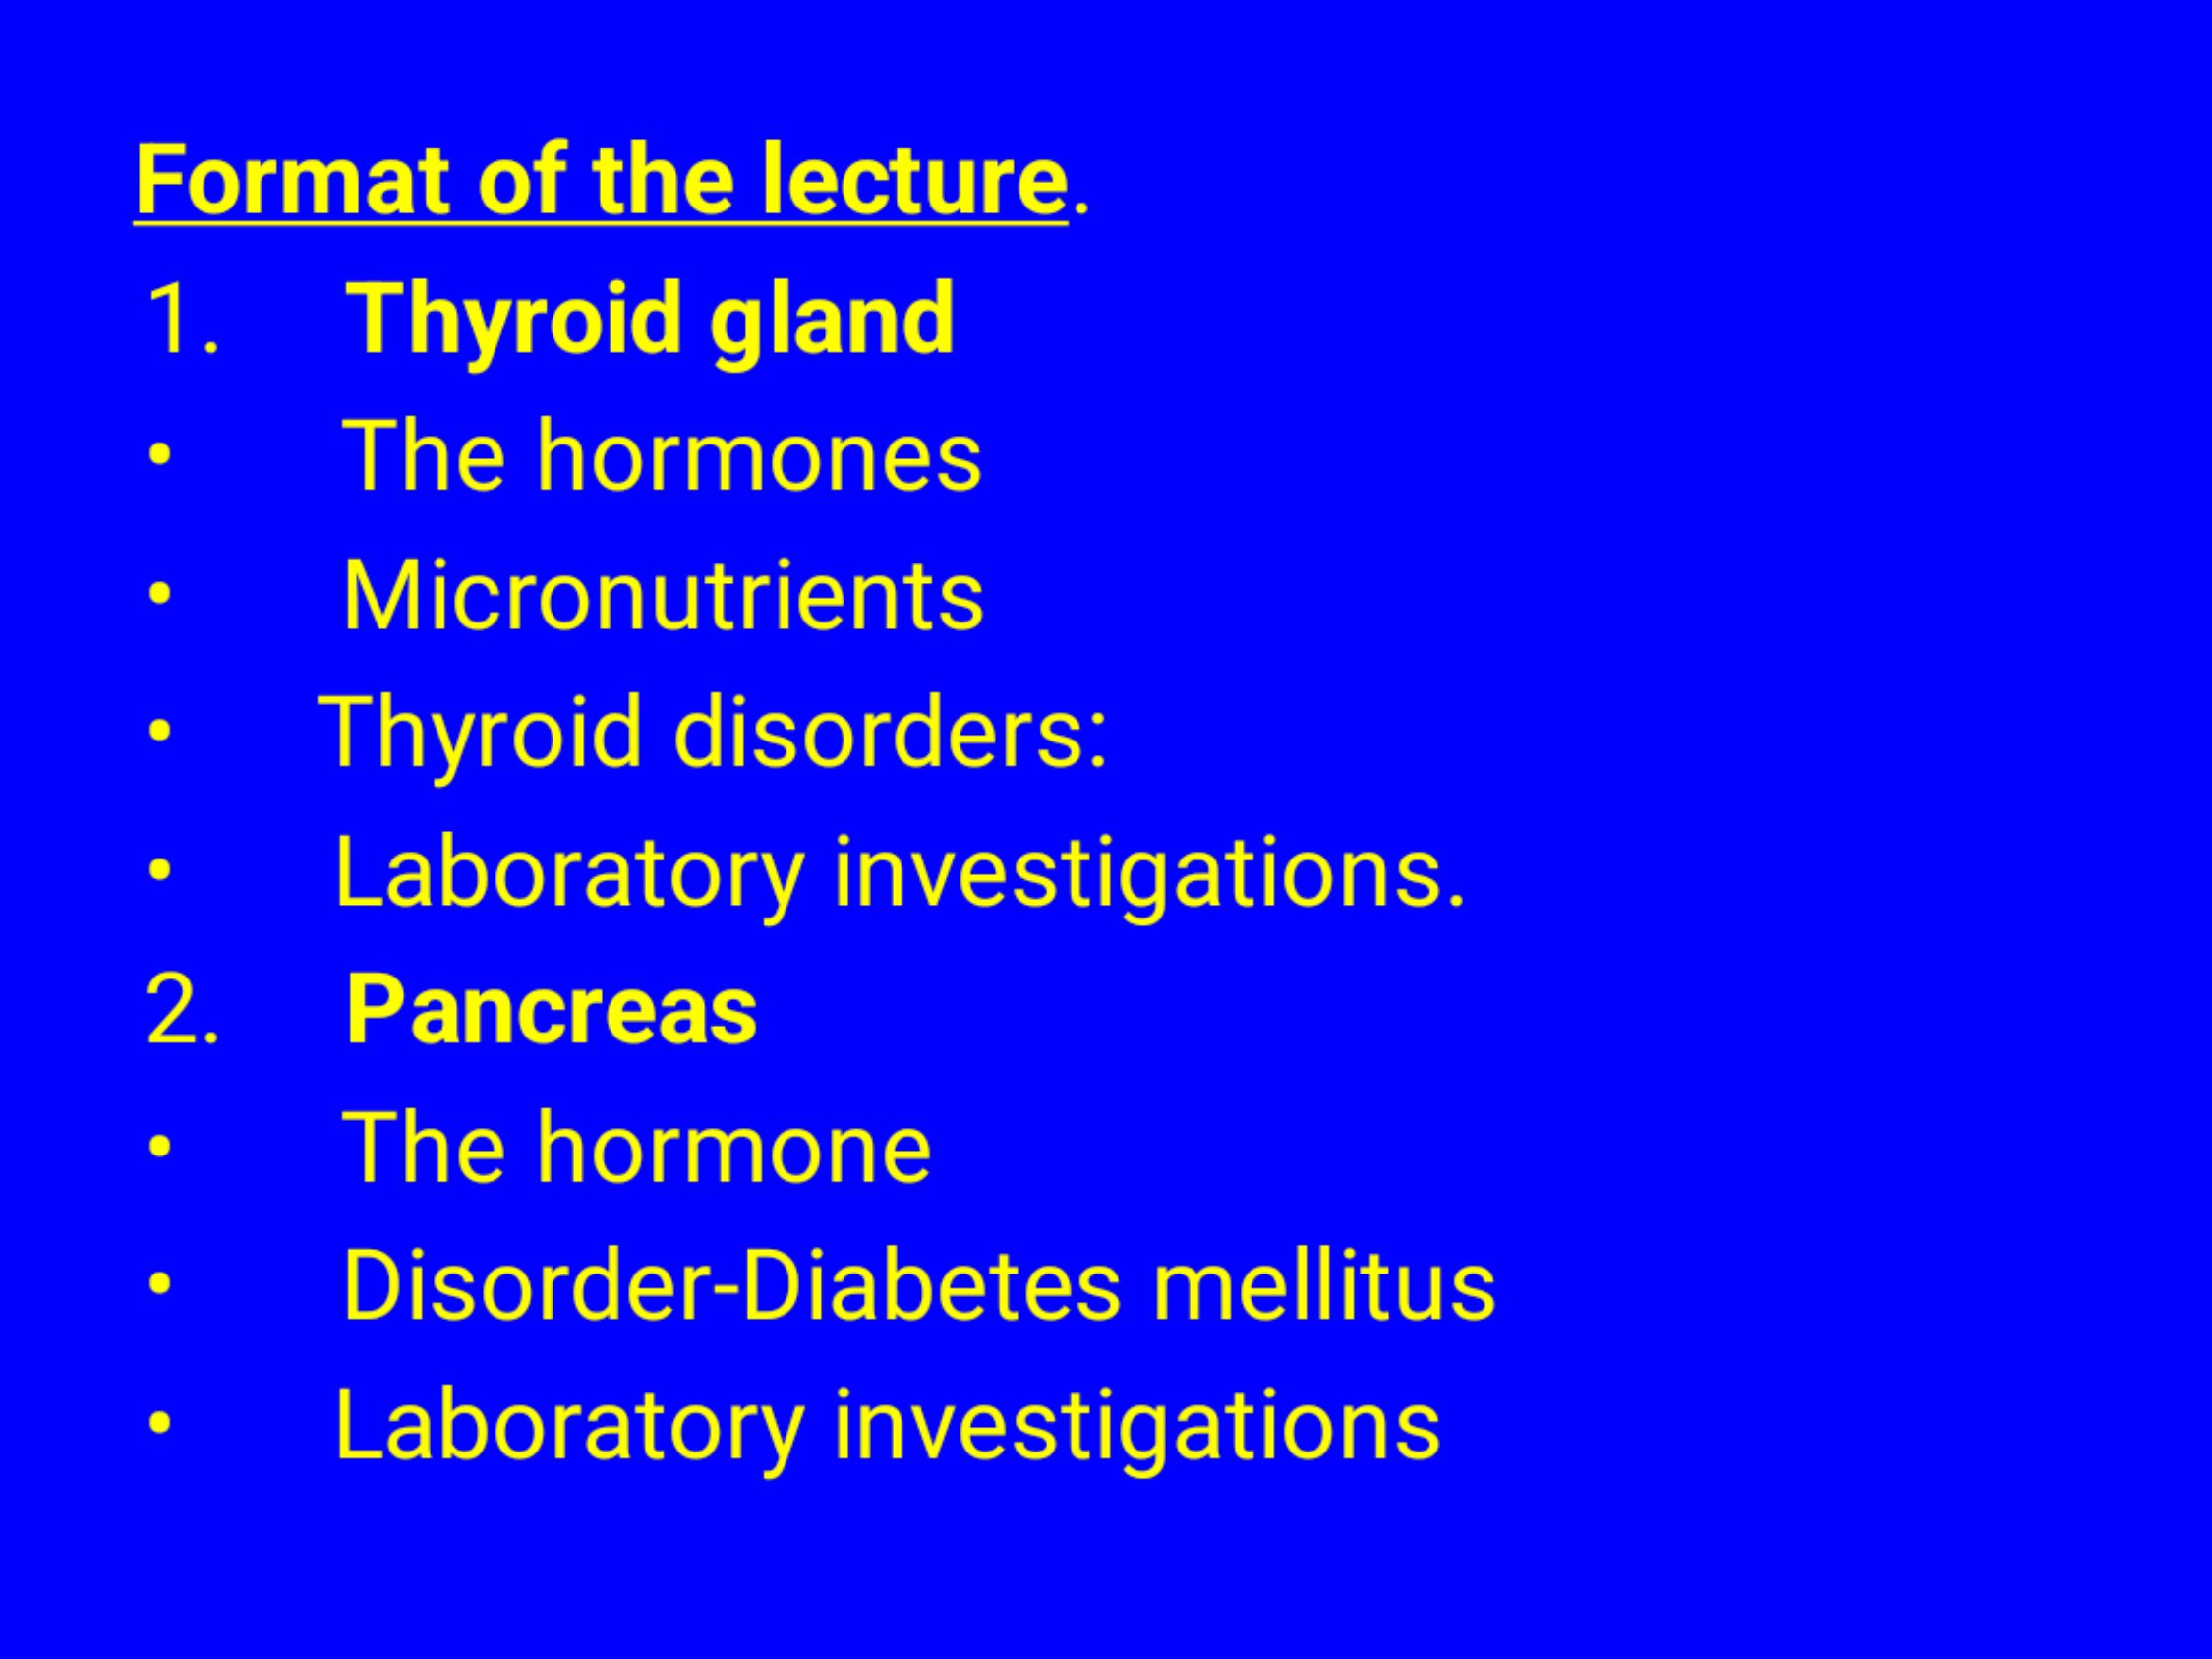 Format of the lecture.
1. Thyroid gland
• The hormones
• Micronutrients
• Thyroid disorders:
• Laboratory investigations.
2. Pancreas
• The hormone
• Disorder-Diabetes mellitus
• Laboratory investigations